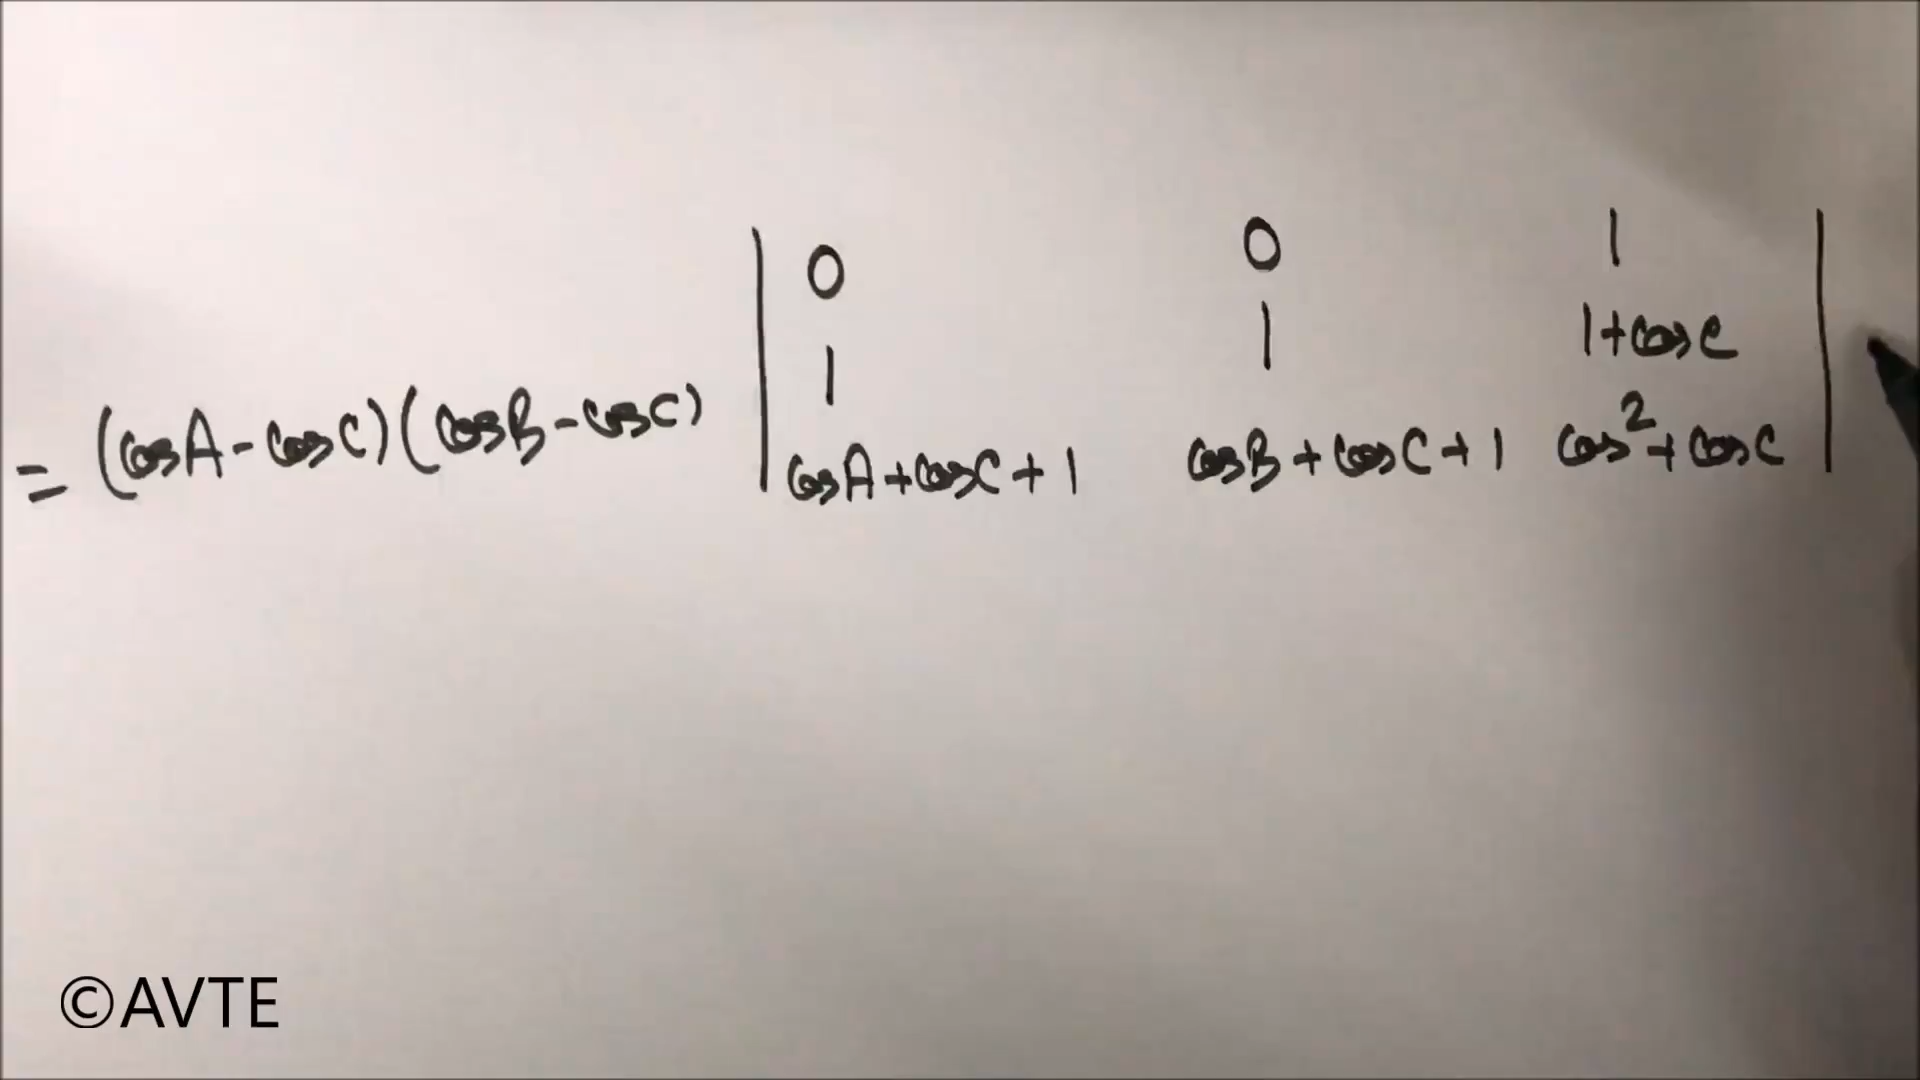 0 0 1
1 1 1+cosC
= (cosA-cosC)(cosB-cosC) | cosA+cosC+1 cosB+cosC+1 cos²+cosC |
©AVTE